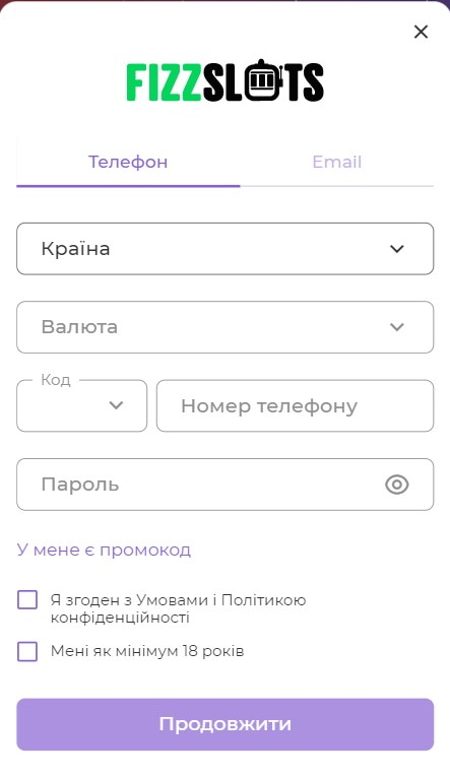 FIZZSLOTS
Телефон
Email
Країна
Валюта
Код
Номер телефону
Пароль
У мене є промокод
Я згоден з Умовами і Політикою
конфіденційності
Мені як мінімум 18 років
Продовжити